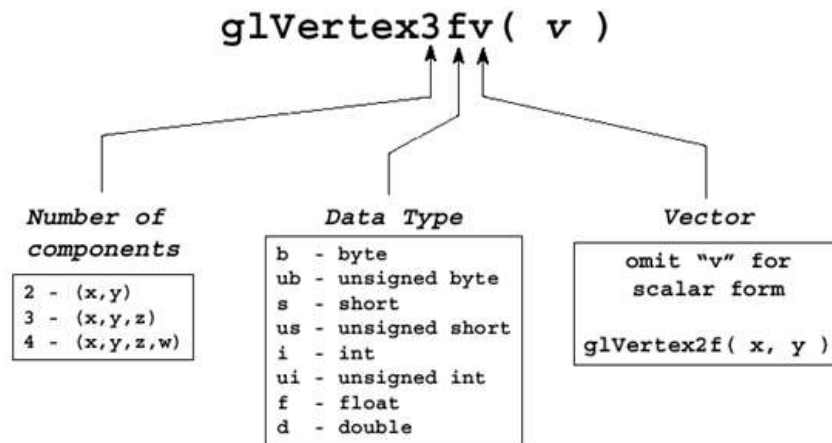 glVertex3fv( v )
Number of
components
2 - (x,y)
3 - (x,y,z)
4 - (x,y,z,w)
Data Type
b - byte
ub - unsigned byte
s - short
us - unsigned short
i - int
ui - unsigned int
f - float
d - double
Vector
omit “v” for
scalar form
glVertex2f( x, y )